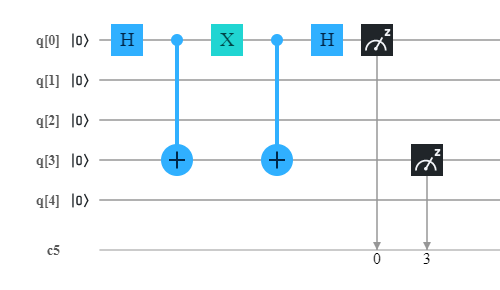 q[0] |0⟩ H X H z
q[1] |0⟩
q[2] |0⟩
q[3] |0⟩ + + z
q[4] |0⟩
c5
0 3